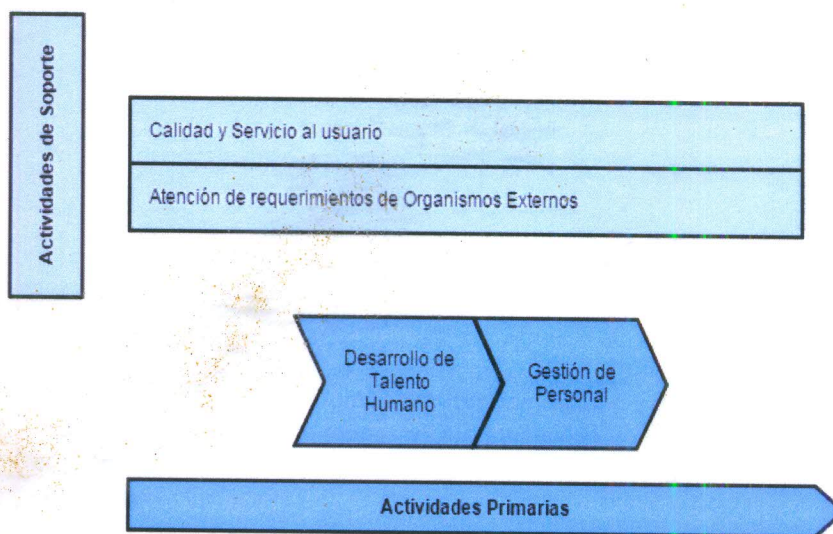 Actividades de Soporte
Calidad y Servicio al usuario
Atención de requerimientos de Organismos Externos
Desarrollo de
Talento
Humano
Gestión de
Personal
Actividades Primarias